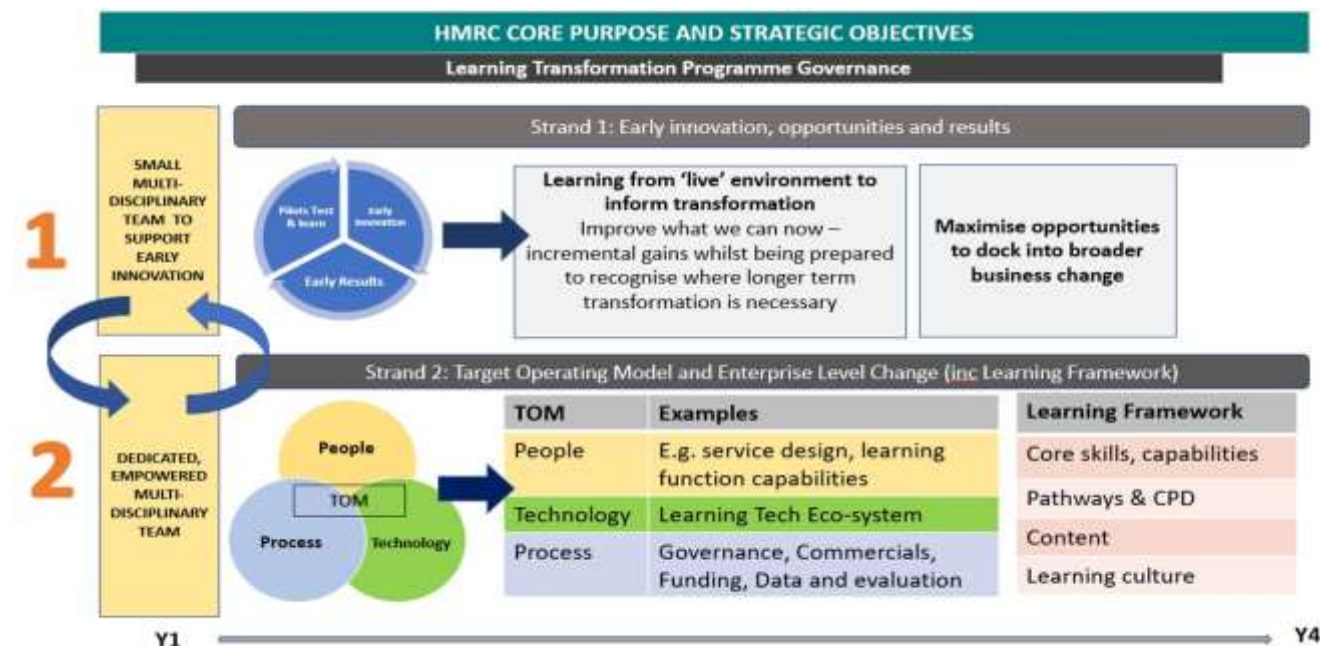 HMRC CORE PURPOSE AND STRATEGIC OBJECTIVES
Learning Transformation Programme Governance
1
SMALL
MULTI-
DISCIPLINARY
TEAM TO
SUPPORT
EARLY
INNOVATION
Strand 1: Early innovation, opportunities and results
Pilots Test
& learn
Early
Innovation
Early Results
Learning from ‘live’ environment to
inform transformation
Improve what we can now –
incremental gains whilst being prepared
to recognise where longer term
transformation is necessary
Maximise opportunities
to dock into broader
business change
2
DEDICATED,
EMPOWERED
MULTI-
DISCIPLINARY
TEAM
Strand 2: Target Operating Model and Enterprise Level Change (inc Learning Framework)
People
TOM
Process
Technology
TOM
Examples
People
E.g. service design, learning
function capabilities
Technology
Learning Tech Eco-system
Process
Governance, Commercials,
Funding, Data and evaluation
Learning Framework
Core skills, capabilities
Pathways & CPD
Content
Learning culture
Y1
Y4